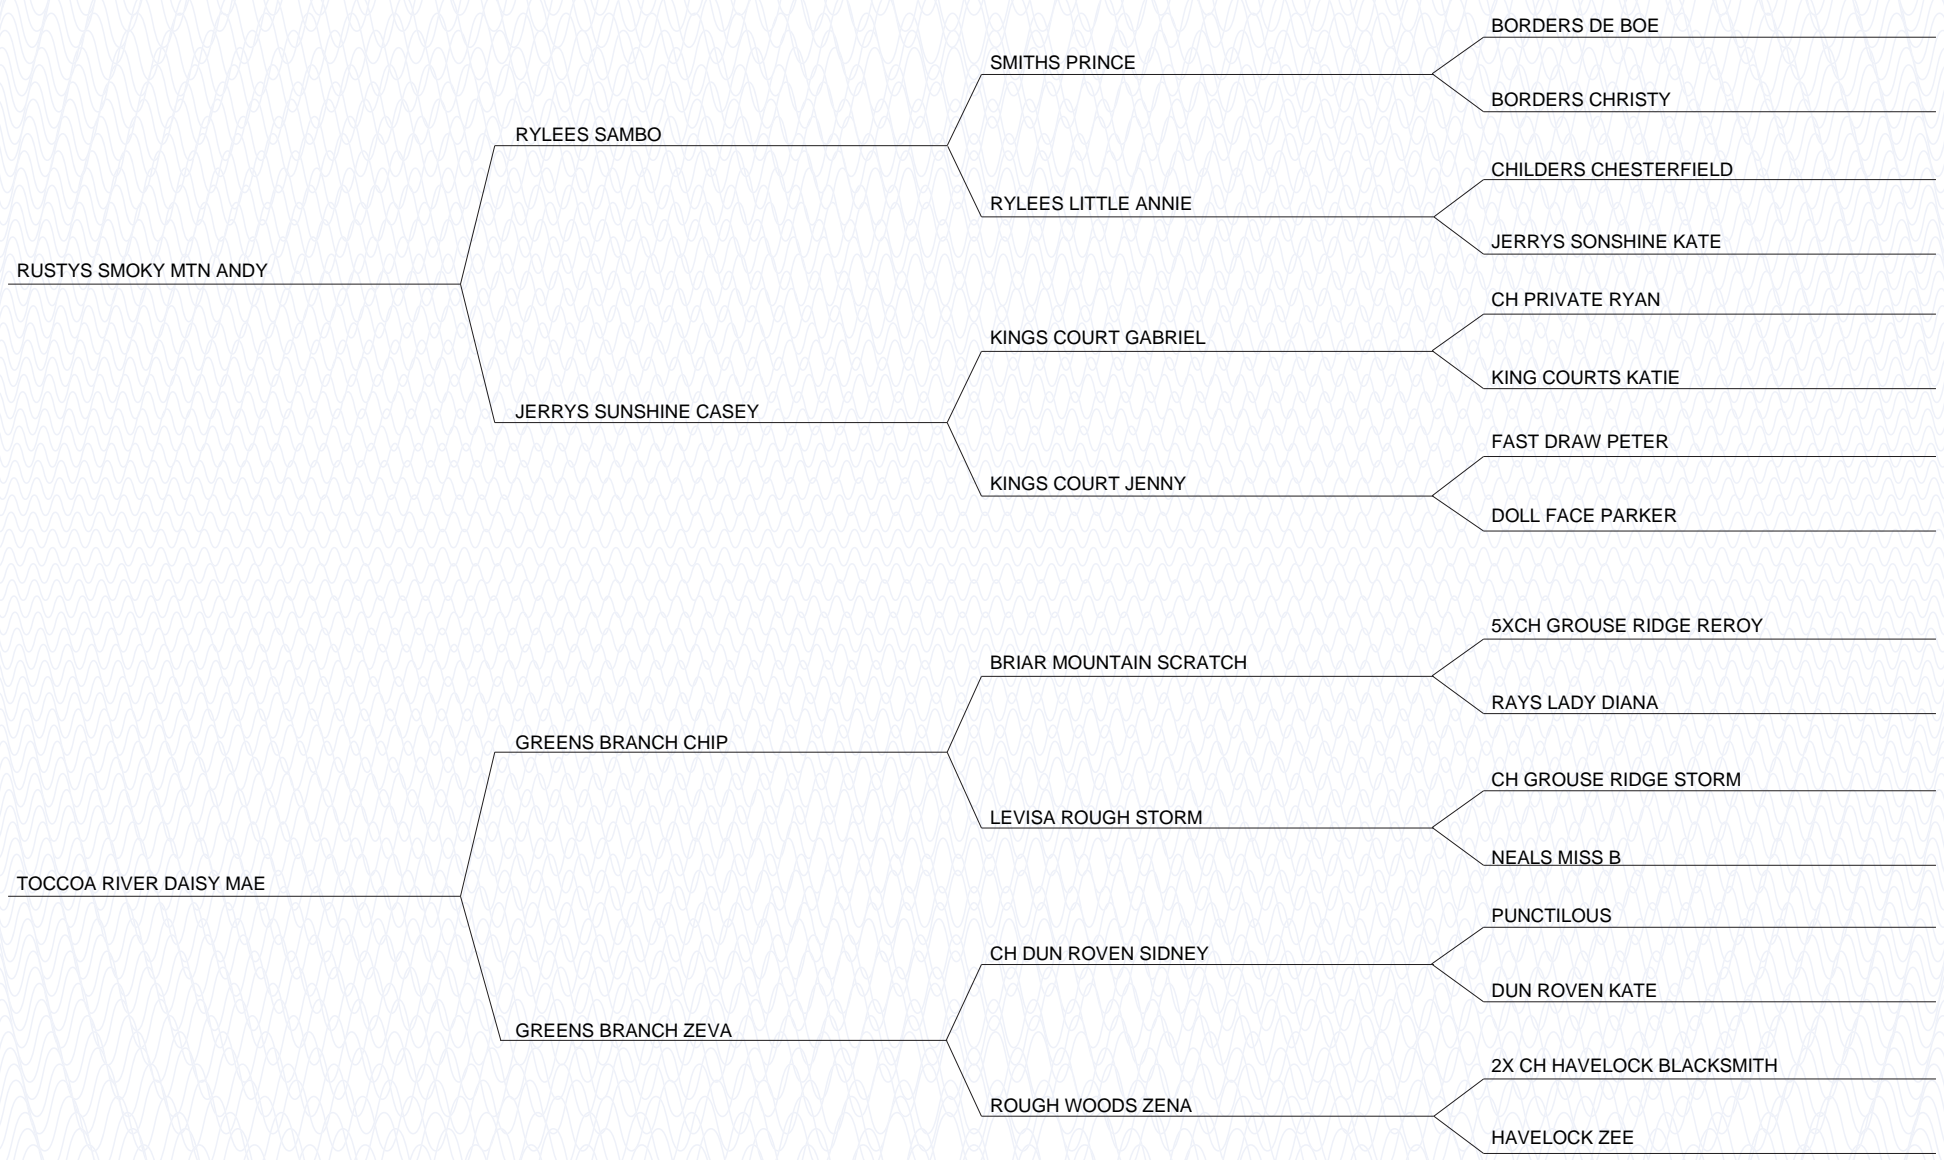 BORDERS DE BOE
SMITHS PRINCE
BORDERS CHRISTY
RYLEES SAMBO
CHILDERS CHESTERFIELD
RYLEES LITTLE ANNIE
JERRYS SONSHINE KATE
RUSTYS SMOKY MTN ANDY
CH PRIVATE RYAN
KINGS COURT GABRIEL
KING COURTS KATIE
JERRYS SUNSHINE CASEY
FAST DRAW PETER
KINGS COURT JENNY
DOLL FACE PARKER
5XCH GROUSE RIDGE REROY
BRIAR MOUNTAIN SCRATCH
RAYS LADY DIANA
GREENS BRANCH CHIP
CH GROUSE RIDGE STORM
LEVISA ROUGH STORM
NEALS MISS B
TOCCOA RIVER DAISY MAE
PUNCTILOUS
CH DUN ROVEN SIDNEY
DUN ROVEN KATE
GREENS BRANCH ZEVA
2X CH HAVELOCK BLACKSMITH
ROUGH WOODS ZENA
HAVELOCK ZEE